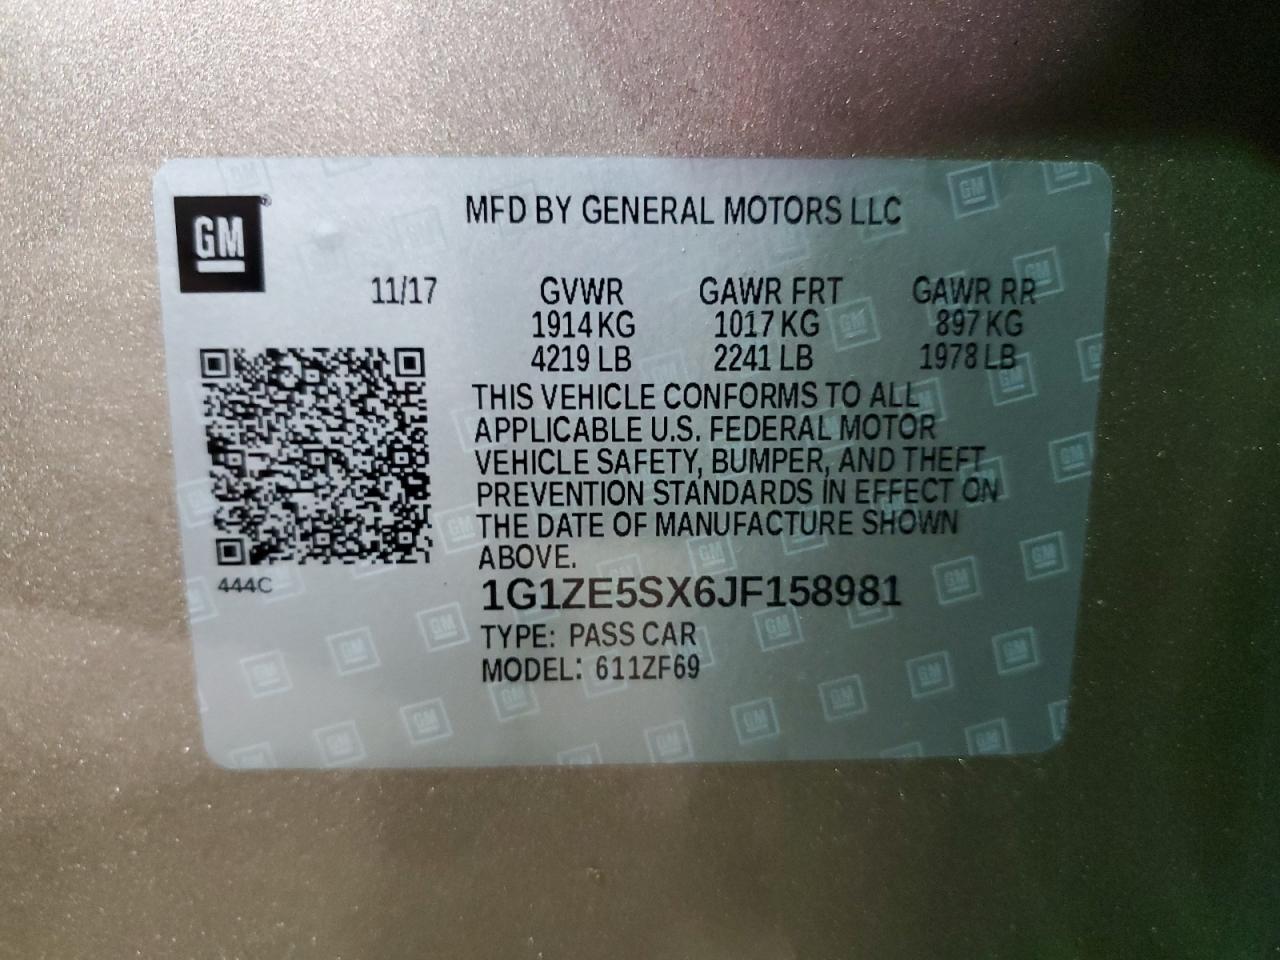 GM®
MFD BY GENERAL MOTORS LLC
11/17 GVWR GAWR FRT GAWR RR
1914 KG 1017 KG 897 KG
4219 LB 2241 LB 1978 LB
THIS VEHICLE CONFORMS TO ALL
APPLICABLE U.S. FEDERAL MOTOR
VEHICLE SAFETY, BUMPER, AND THEFT
PREVENTION STANDARDS IN EFFECT ON
THE DATE OF MANUFACTURE SHOWN
ABOVE.
444C
1G1ZE5SX6JF158981
TYPE: PASS CAR
MODEL: 611ZF69